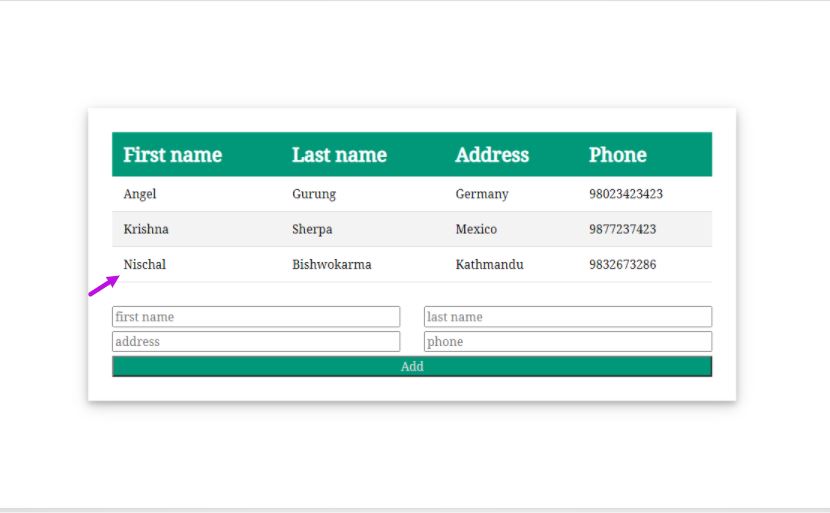 First name Last name Address Phone
Angel Gurung Germany 98023423423
Krishna Sherpa Mexico 9877237423
Nischal Bishwokarma Kathmandu 9832673286
first name last name
address phone
Add